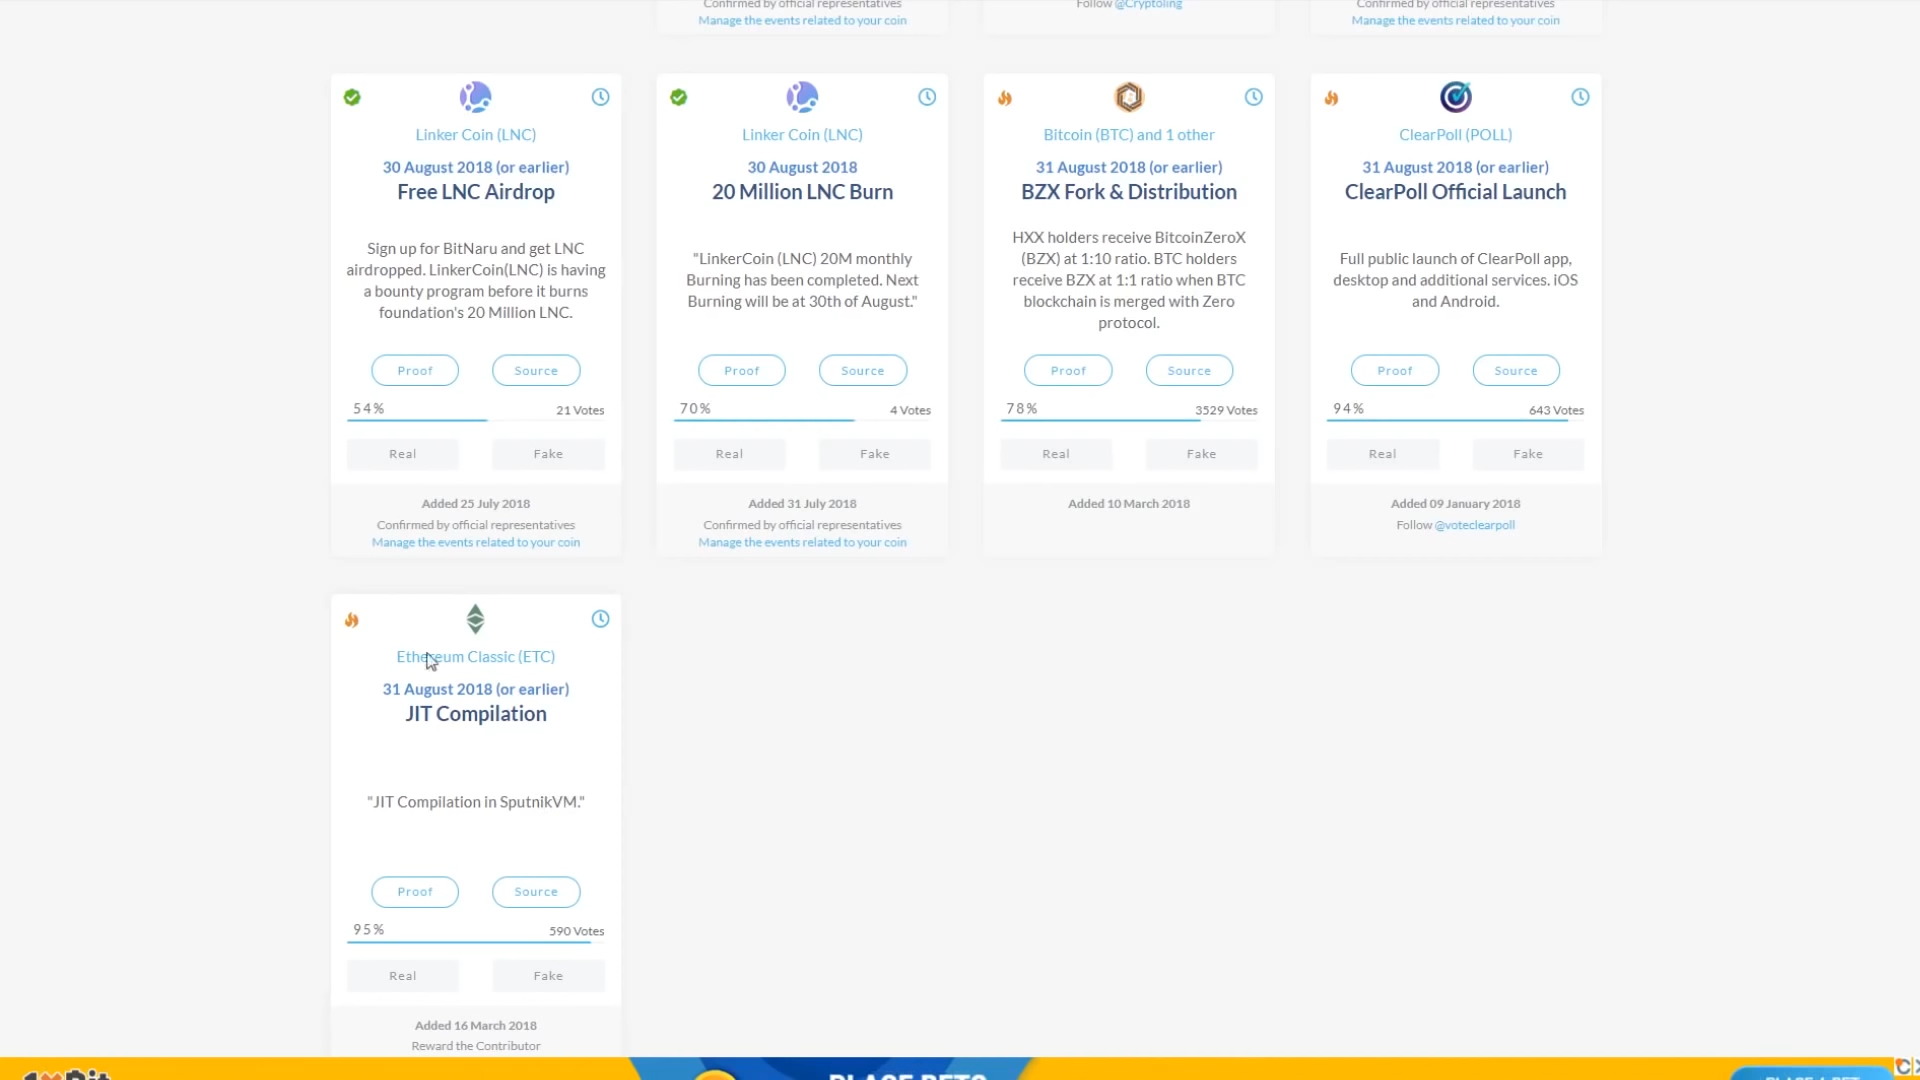 Confirmed by official representatives
Manage the events related to your coin
Follow @Cryptoling
Confirmed by official representatives
Manage the events related to your coin
Linker Coin (LNC)
30 August 2018 (or earlier)
Free LNC Airdrop
Sign up for BitNaru and get LNC
airdropped. LinkerCoin(LNC) is having
a bounty program before it burns
foundation's 20 Million LNC.
Proof
Source
54%
21 Votes
Real
Fake
Added 25 July 2018
Confirmed by official representatives
Manage the events related to your coin
Linker Coin (LNC)
30 August 2018
20 Million LNC Burn
"LinkerCoin (LNC) 20M monthly
Burning has been completed. Next
Burning will be at 30th of August."
Proof
Source
70%
4 Votes
Real
Fake
Added 31 July 2018
Confirmed by official representatives
Manage the events related to your coin
Bitcoin (BTC) and 1 other
31 August 2018 (or earlier)
BZX Fork & Distribution
HXX holders receive BitcoinZeroX
(BZX) at 1:10 ratio. BTC holders
receive BZX at 1:1 ratio when BTC
blockchain is merged with Zero
protocol.
Proof
Source
78%
3529 Votes
Real
Fake
Added 10 March 2018
ClearPoll (POLL)
31 August 2018 (or earlier)
ClearPoll Official Launch
Full public launch of ClearPoll app,
desktop and additional services. iOS
and Android.
Proof
Source
94%
643 Votes
Real
Fake
Added 09 January 2018
Follow @voteclearpoll
Ethereum Classic (ETC)
31 August 2018 (or earlier)
JIT Compilation
"JIT Compilation in SputnikVM."
Proof
Source
95%
590 Votes
Real
Fake
Added 16 March 2018
Reward the Contributor
1xBit
PLACE BETS
PLACE A BET